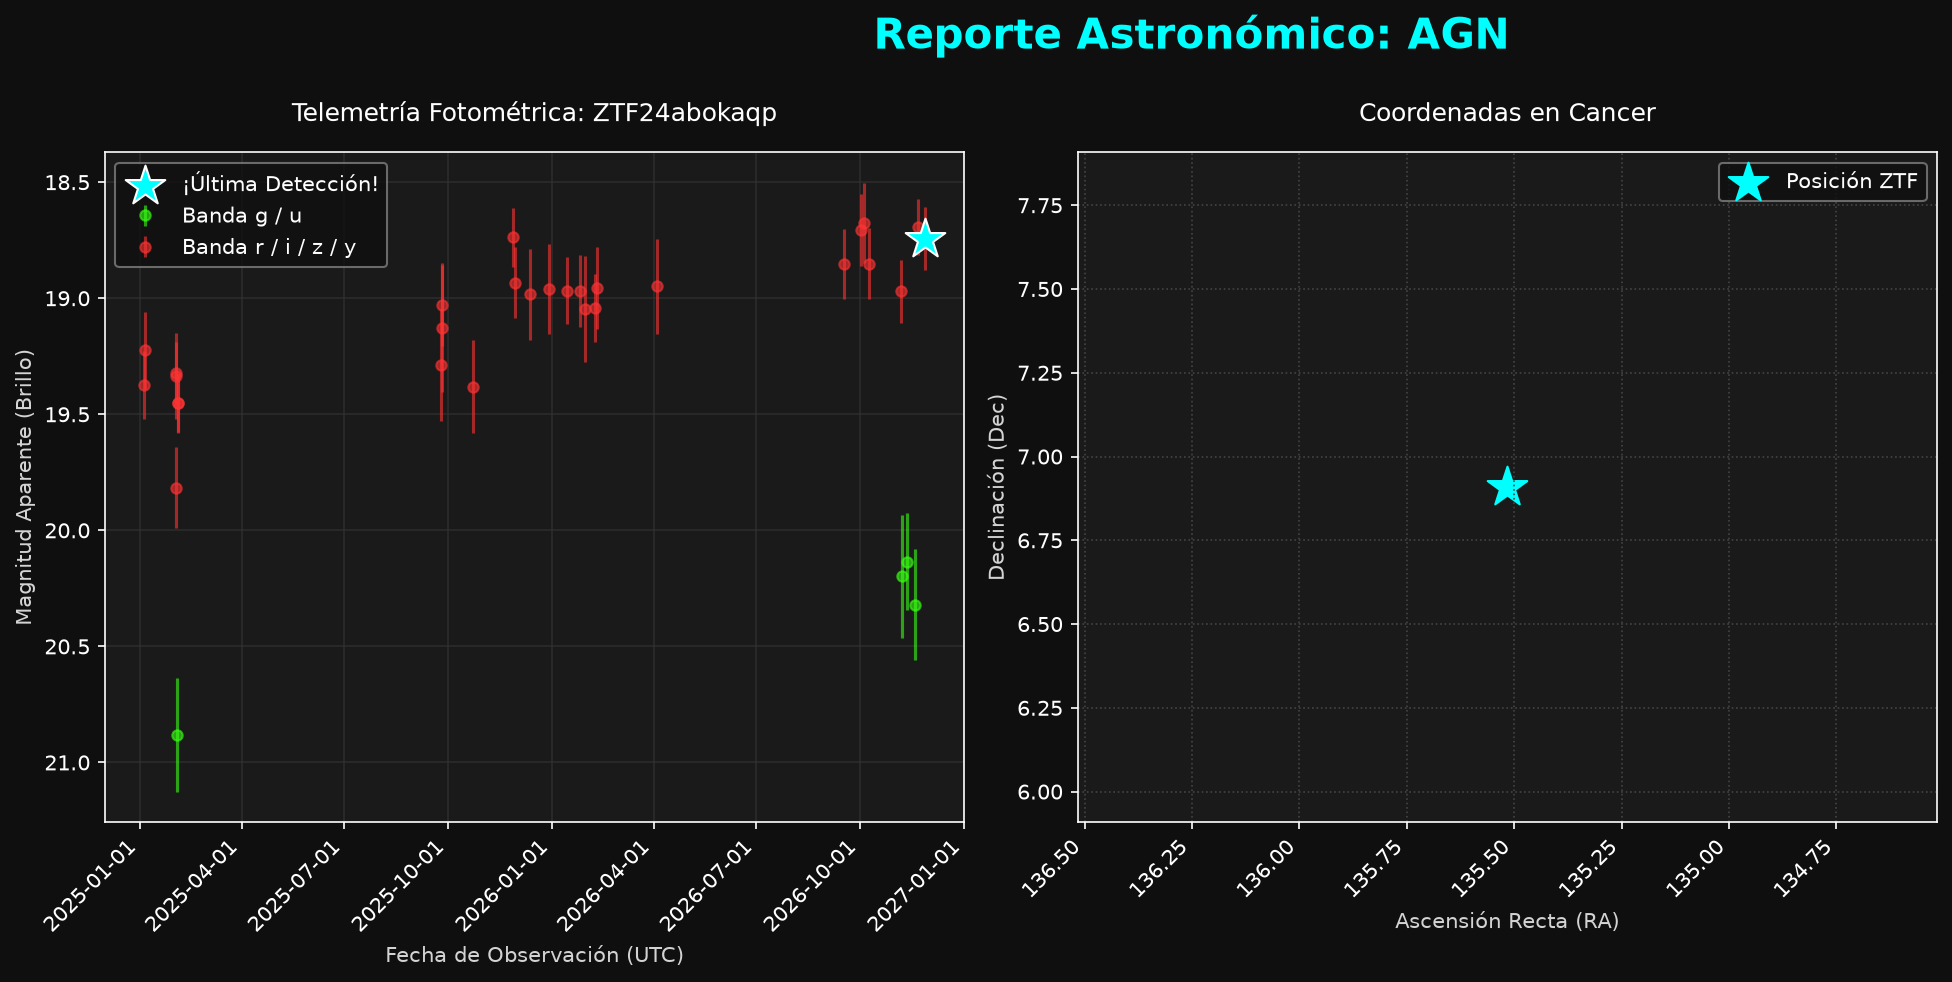 Reporte Astronómico: AGN
Telemetría Fotométrica: ZTF24abokaqp
¡Última Detección!
Banda g / u
Banda r / i / z / y
Magnitud Aparente (Brillo)
18.5
19.0
19.5
20.0
20.5
21.0
2025-01-01
2025-04-01
2025-07-01
2025-10-01
2026-01-01
2026-04-01
2026-07-01
2026-10-01
2027-01-01
Fecha de Observación (UTC)
Coordenadas en Cancer
Posición ZTF
Declinación (Dec)
7.75
7.50
7.25
7.00
6.75
6.50
6.25
6.00
136.50
136.25
136.00
135.75
135.50
135.25
135.00
134.75
Ascensión Recta (RA)